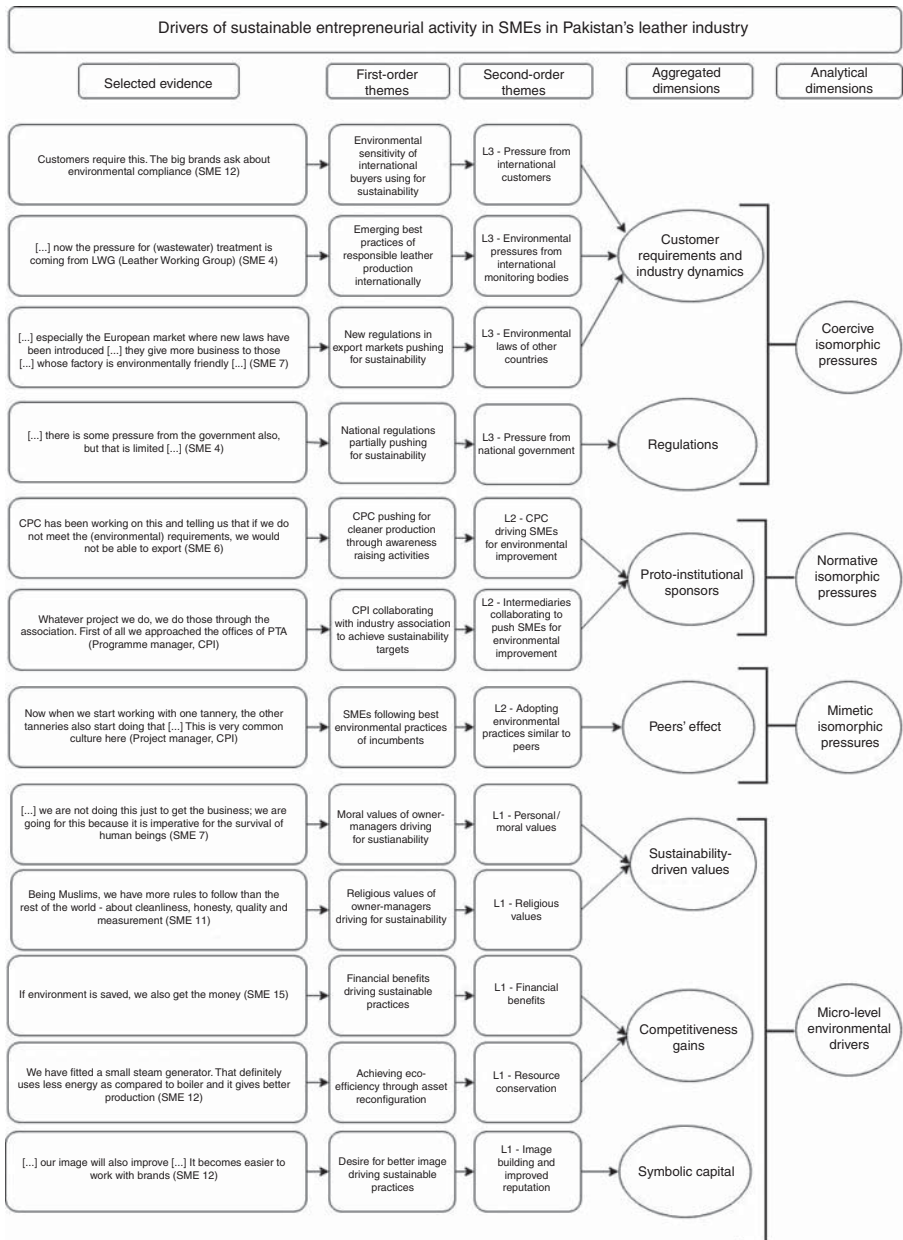 Drivers of sustainable entrepreneurial activity in SMEs in Pakistan's leather industry
Selected evidence
First-order
themes
Second-order
themes
Aggregated
dimensions
Analytical
dimensions
Customers require this. The big brands ask about
environmental compliance (SME 12)
Environmental
sensitivity of
international
buyers using for
sustainability
L3 - Pressure from
international
customers
[...] now the pressure for (wastewater) treatment is
coming from LWG (Leather Working Group) (SME 4)
Emerging best
practices of
responsible leather
production
internationally
L3 - Environmental
pressures from
international
monitoring bodies
Customer
requirements and
industry dynamics
[...] especially the European market where new laws have
been introduced [...] they give more business to those
[...] whose factory is environmentally friendly [...] (SME 7)
New regulations in
export markets pushing
for sustainability
L3 - Environmental
laws of other
countries
Coercive
isomorphic
pressures
[...] there is some pressure from the government also,
but that is limited [...] (SME 4)
National regulations
partially pushing
for sustainability
L3 - Pressure from
national government
Regulations
CPC has been working on this and telling us that if we do
not meet the (environmental) requirements, we would
not be able to export (SME 6)
CPC pushing for
cleaner production
through awareness
raising activities
L2 - CPC
driving SMEs
for environmental
improvement
Proto-institutional
sponsors
Normative
isomorphic
pressures
Whatever project we do, we do those through the
association. First of all we approached the offices of PTA
(Programme manager, CPI)
CPI collaborating
with industry association
to achieve sustainability
targets
L2 - Intermediaries
collaborating to
push SMEs for
environmental
improvement
Now when we start working with one tannery, the other
tanneries also start doing that [...] This is very common
culture here (Project manager, CPI)
SMEs following best
environmental practices
of incumbents
L2 - Adopting
environmental
practices similar to
peers
Peers' effect
Mimetic
isomorphic
pressures
[...] we are not doing this just to get the business; we are
going for this because it is imperative for the survival of
human beings (SME 7)
Moral values of owner-
managers driving
for sustianability
L1 - Personal/
moral values
Sustainability-
driven values
Being Muslims, we have more rules to follow than the
rest of the world - about cleanliness, honesty, quality and
measurement (SME 11)
Religious values of
owner-managers
driving for sustainability
L1 - Religious
values
If environment is saved, we also get the money (SME 15)
Financial benefits
driving sustainable
practices
L1 - Financial
benefits
Competitiveness
gains
Micro-level
environmental
drivers
We have fitted a small steam generator. That definitely
uses less energy as compared to boiler and it gives better
production (SME 12)
Achieving eco-
efficiency through asset
reconfiguration
L1 - Resource
conservation
[...] our image will also improve [...] It becomes easier to
work with brands (SME 12)
Desire for better image
driving sustainable
practices
L1 - Image
building and
improved
reputation
Symbolic capital